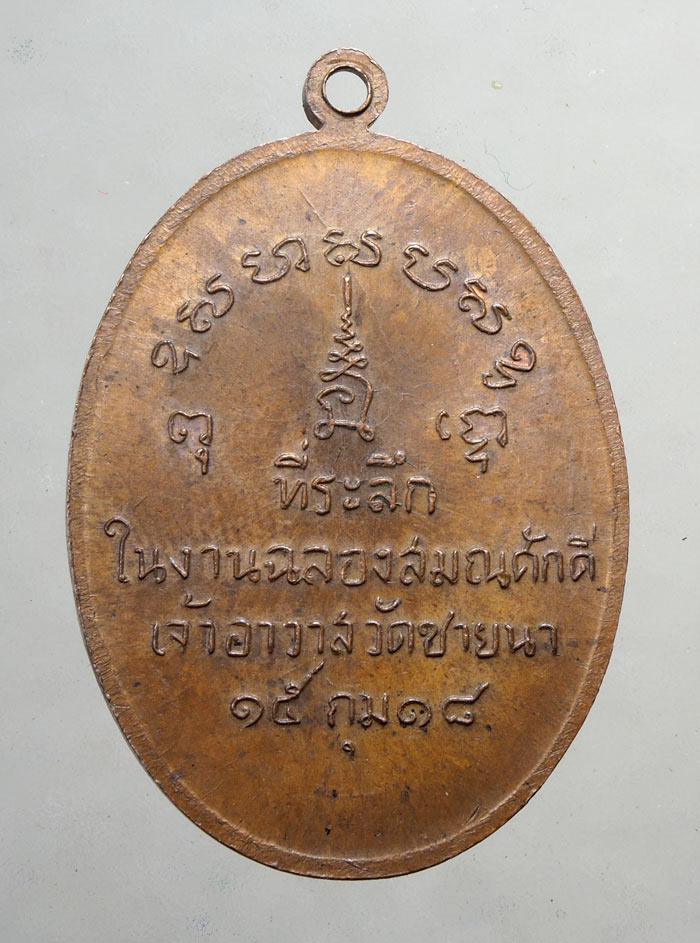 ที่ระลึก
ในงานฉลองสมณศักดิ์
เจ้าอาวาสวัดชายนา
๑๕ กุม ๑๘